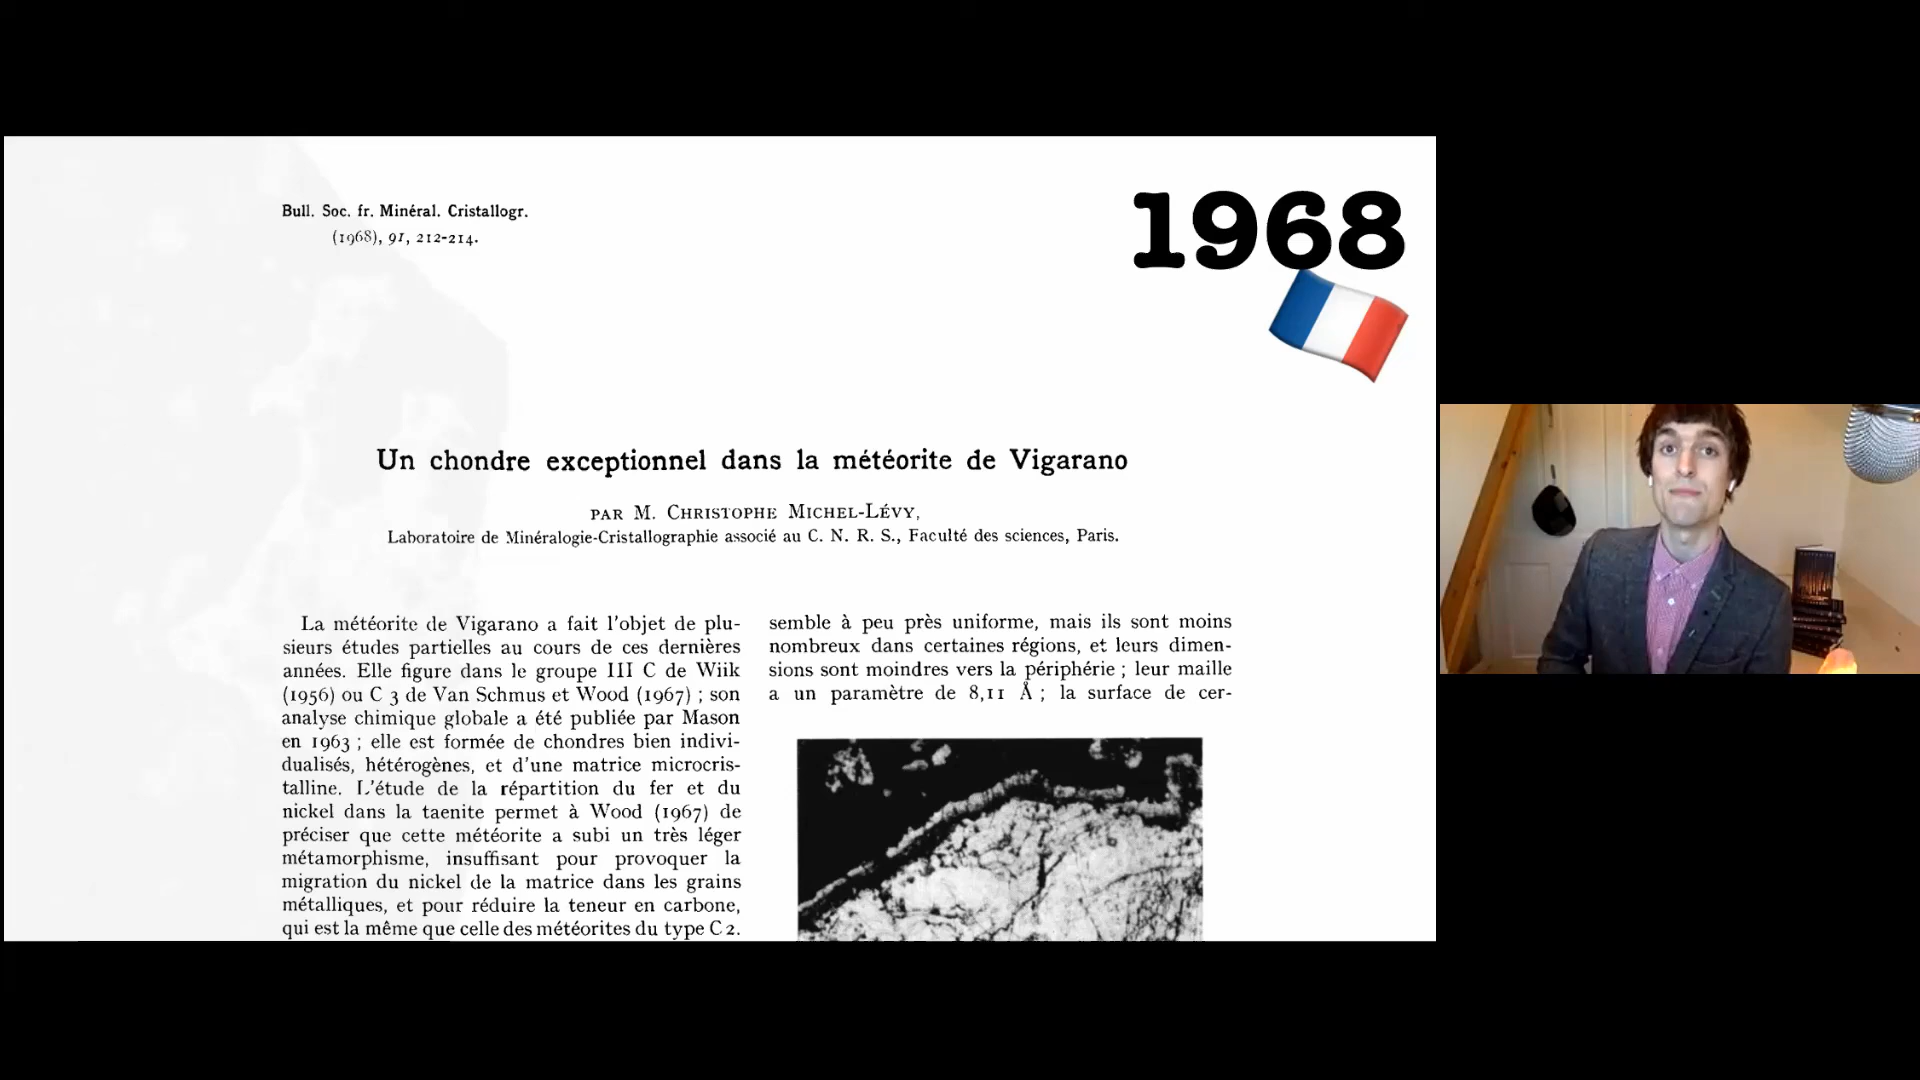 Bull. Soc. fr. Minéral. Cristallogr.
(1968), 91, 212-214.
1968
Un chondre exceptionnel dans la météorite de Vigarano
PAR M. CHRISTOPHE MICHEL-LÉVY,
Laboratoire de Minéralogie-Cristallographie associé au C. N. R. S., Faculté des sciences, Paris.
La météorite de Vigarano a fait l'objet de plu-
sieurs études partielles au cours de ces dernières
années. Elle figure dans le groupe III C de Wiik
(1956) ou C 3 de Van Schmus et Wood (1967) ; son
analyse chimique globale a été publiée par Mason
en 1963 ; elle est formée de chondres bien indivi-
dualisés, hétérogènes, et d'une matrice microcris-
talline. L'étude de la répartition du fer et du
nickel dans la taenite permet à Wood (1967) de
préciser que cette météorite a subi un très léger
métamorphisme, insuffisant pour provoquer la
migration du nickel de la matrice dans les grains
métalliques, et pour réduire la teneur en carbone,
qui est la même que celle des météorites du type C 2.
semble à peu près uniforme, mais ils sont moins
nombreux dans certaines régions, et leurs dimen-
sions sont moindres vers la périphérie ; leur maille
a un paramètre de 8,11 Å ; la surface de cer-